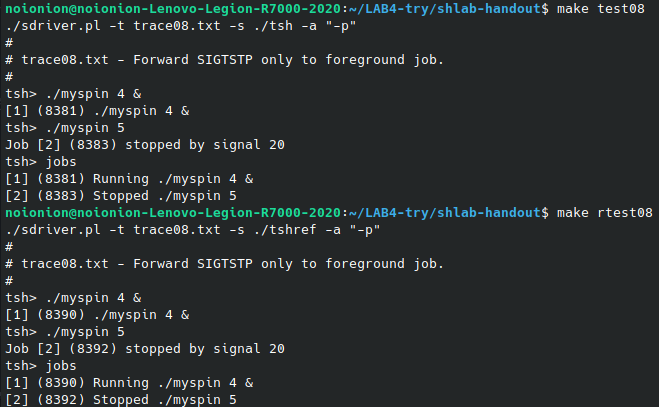 noionion@noionion-Lenovo-Legion-R7000-2020:~/LAB4-try/shlab-handout$ make test08
./sdriver.pl -t trace08.txt -s ./tsh -a "-p"
#
# trace08.txt - Forward SIGTSTP only to foreground job.
#
tsh> ./myspin 4 &
[1] (8381) ./myspin 4 &
tsh> ./myspin 5
Job [2] (8383) stopped by signal 20
tsh> jobs
[1] (8381) Running ./myspin 4 &
[2] (8383) Stopped ./myspin 5
noionion@noionion-Lenovo-Legion-R7000-2020:~/LAB4-try/shlab-handout$ make rtest08
./sdriver.pl -t trace08.txt -s ./tshref -a "-p"
#
# trace08.txt - Forward SIGTSTP only to foreground job.
#
tsh> ./myspin 4 &
[1] (8390) ./myspin 4 &
tsh> ./myspin 5
Job [2] (8392) stopped by signal 20
tsh> jobs
[1] (8390) Running ./myspin 4 &
[2] (8392) Stopped ./myspin 5